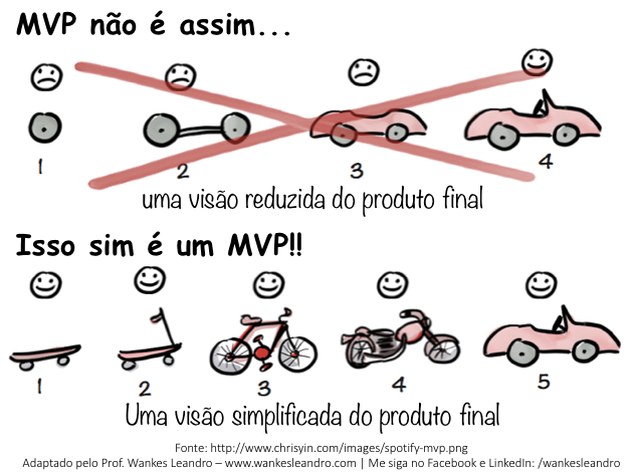 MVP não é assim...
1 2 3 4
uma visão reduzida do produto final
Isso sim é um MVP!!
1 2 3 4 5
Uma visão simplificada do produto final
Fonte: http://www.chrisyin.com/images/spotify-mvp.png
Adaptado pelo Prof. Wankes Leandro – www.wankesleandro.com | Me siga no Facebook e LinkedIn: /wankesleandro